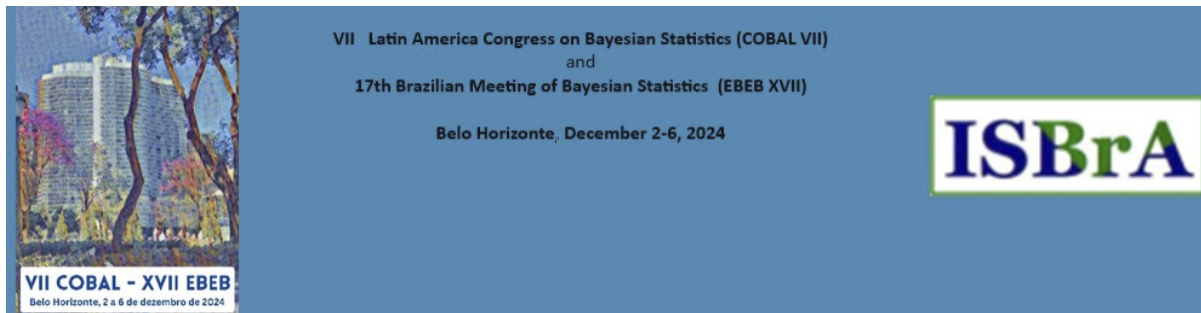 VII Latin America Congress on Bayesian Statistics (COBAL VII)
and
17th Brazilian Meeting of Bayesian Statistics (EBEB XVII)
Belo Horizonte, December 2-6, 2024
ISBrA
VII COBAL - XVII EBEB
Belo Horizonte, 2 a 6 de dezembro de 2024